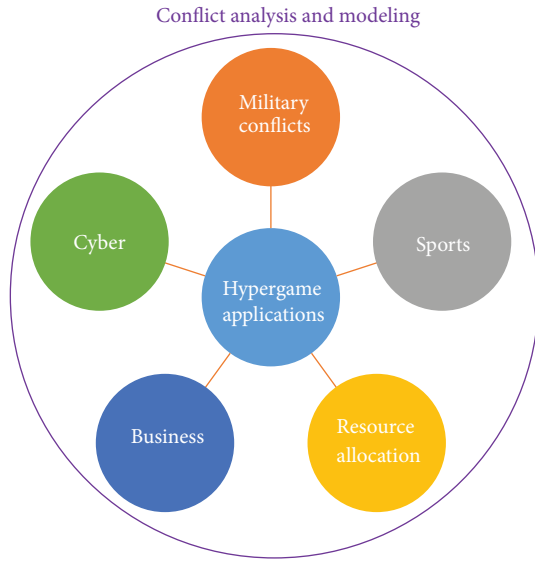 Conflict analysis and modeling
Military
conflicts
Cyber
Sports
Hypergame
applications
Business
Resource
allocation